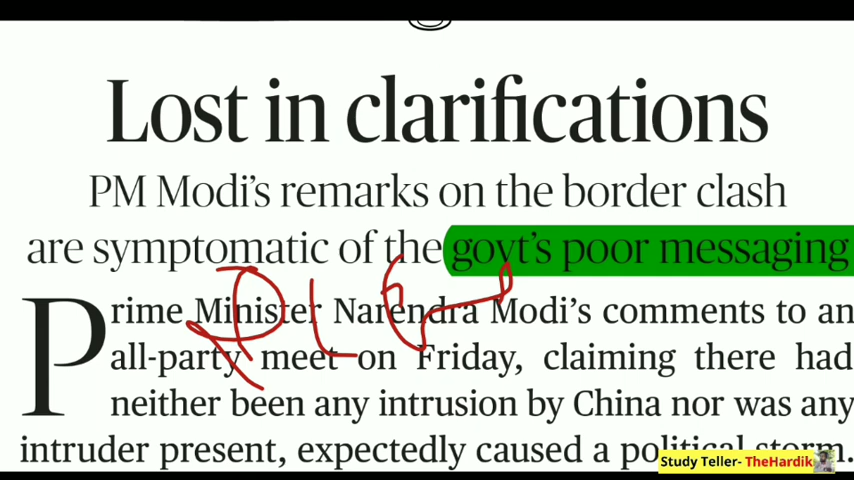 Lost in clarifications
PM Modi's remarks on the border clash
are symptomatic of the govt's poor messaging
Prime Minister Narendra Modi's comments to an
all-party meet on Friday, claiming there had
neither been any intrusion by China nor was any
intruder present, expectedly caused a political storm.
Study Teller- TheHardik